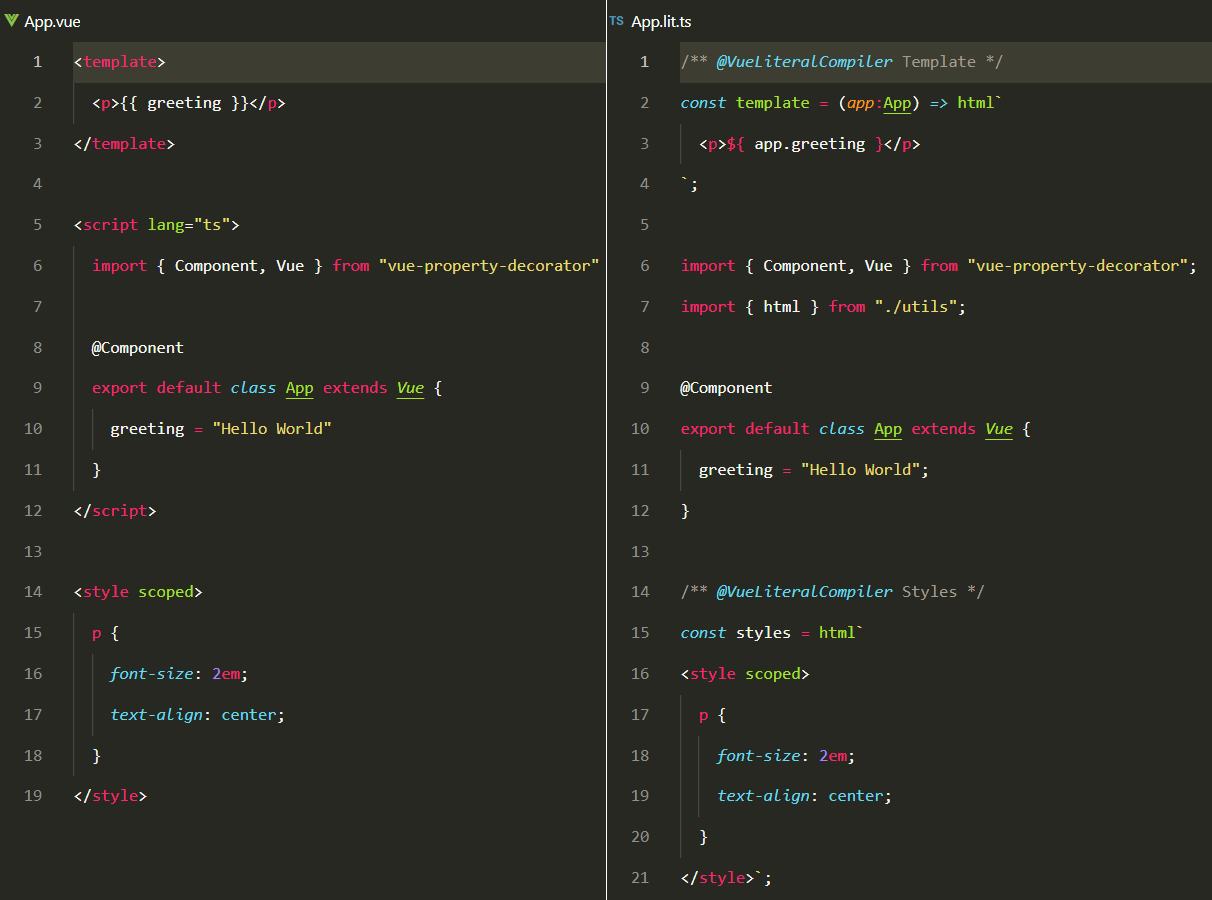 App.vue
1 <template>
2   <p>{{ greeting }}</p>
3 </template>
4
5 <script lang="ts">
6   import { Component, Vue } from "vue-property-decorator"
7
8   @Component
9   export default class App extends Vue {
10     greeting = "Hello World"
11   }
12 </script>
13
14 <style scoped>
15   p {
16     font-size: 2em;
17     text-align: center;
18   }
19 </style>
TS App.lit.ts
1 /** @VueLiteralCompiler Template */
2 const template = (app:App) => html`
3   <p>${ app.greeting }</p>
4 `;
5
6 import { Component, Vue } from "vue-property-decorator";
7 import { html } from "./utils";
8
9 @Component
10 export default class App extends Vue {
11   greeting = "Hello World";
12 }
13
14 /** @VueLiteralCompiler Styles */
15 const styles = html`
16 <style scoped>
17   p {
18     font-size: 2em;
19     text-align: center;
20   }
21 </style>`;